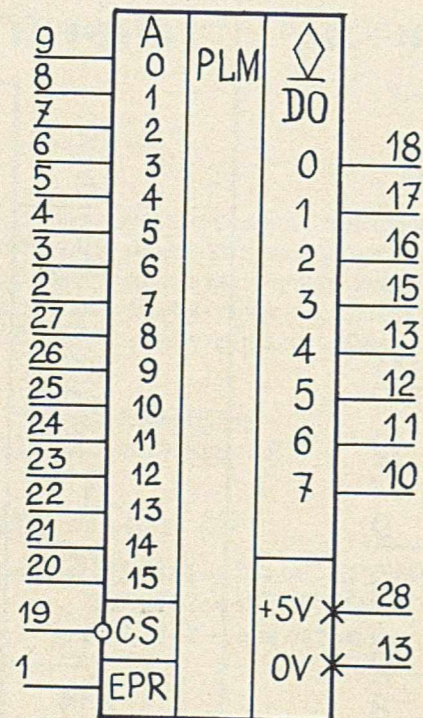 A PLM ◇
DO
9 0
8 1
7 2
6 3 0 18
5 4 1 17
4 5 2 16
3 6 3 15
2 7 4 13
27 8 5 12
26 9 6 11
25 10 7 10
24 11
23 12
22 13
21 14
20 15
19 CS +5V 28
1 EPR 0V 13